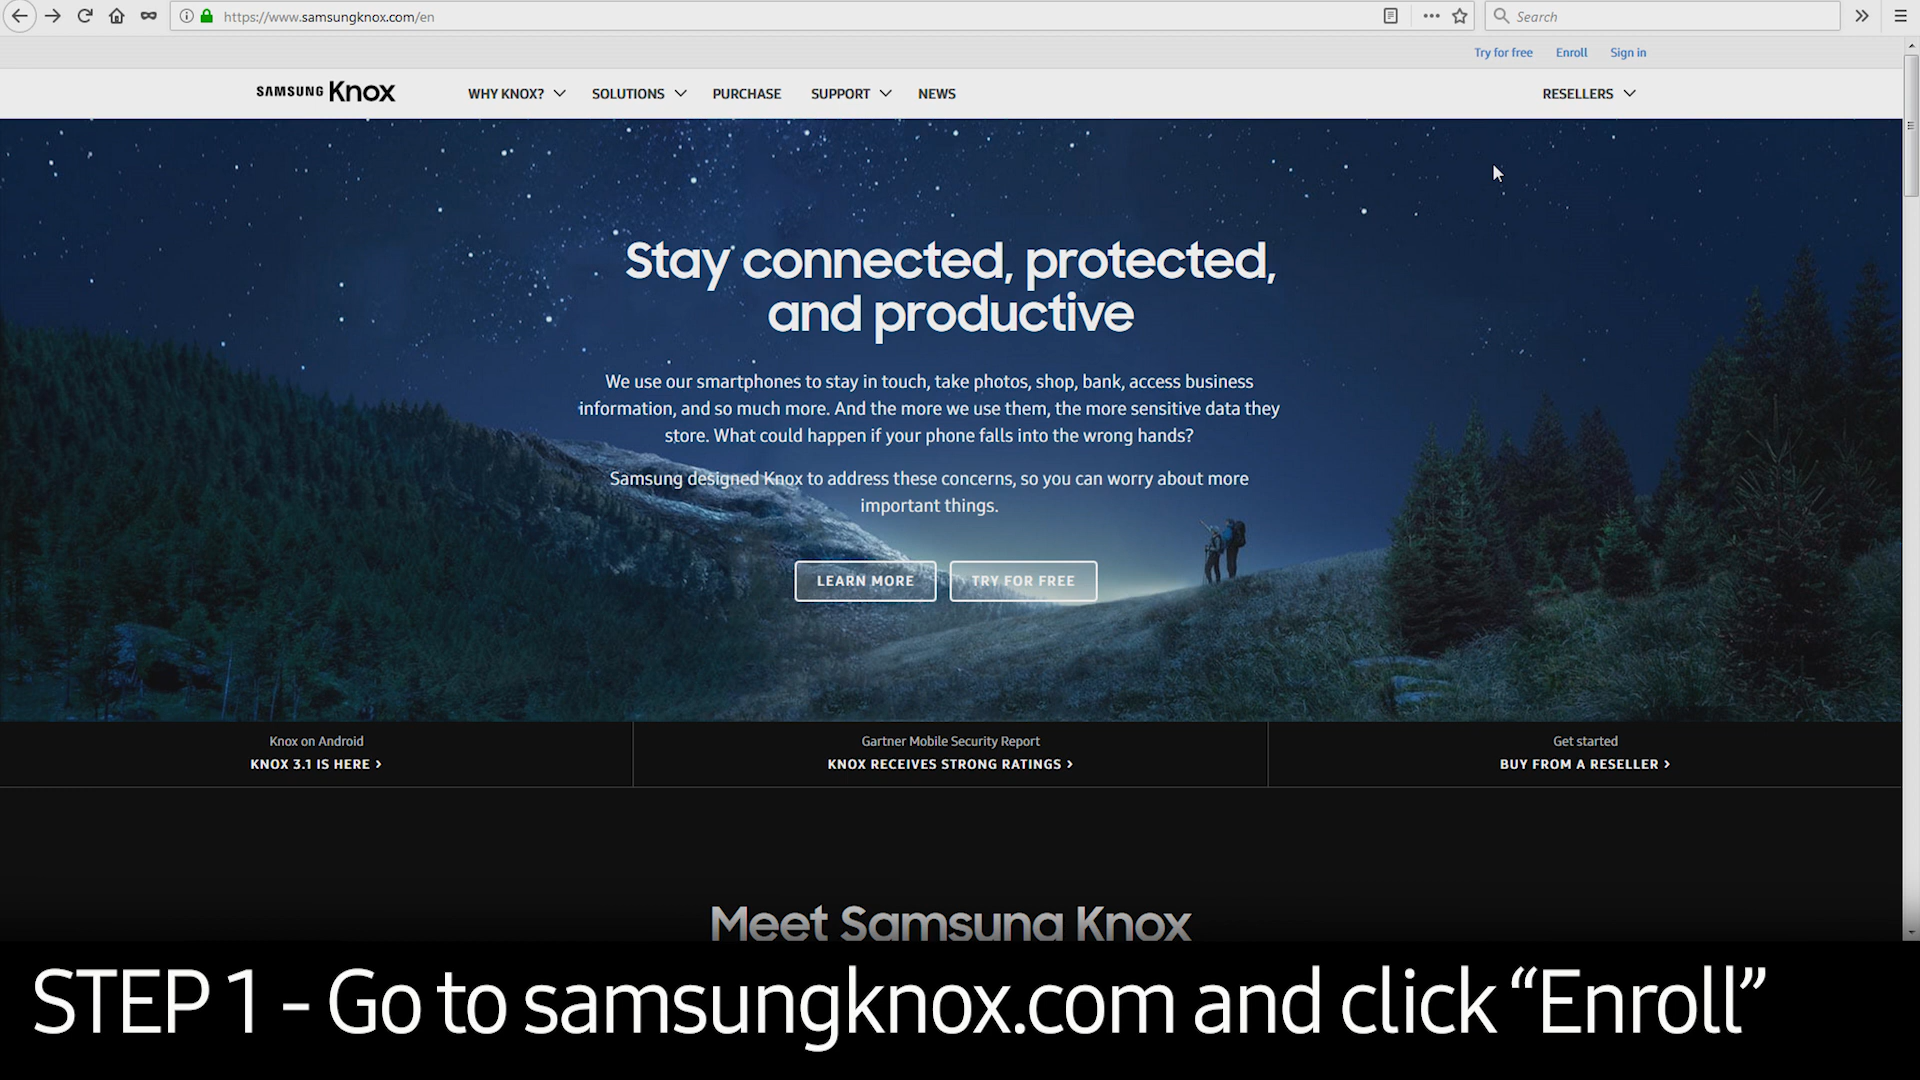 https://www.samsungknox.com/en
Search
Try for free Enroll Sign in
SAMSUNG Knox WHY KNOX? SOLUTIONS PURCHASE SUPPORT NEWS RESELLERS
Stay connected, protected,
and productive
We use our smartphones to stay in touch, take photos, shop, bank, access business
information, and so much more. And the more we use them, the more sensitive data they
store. What could happen if your phone falls into the wrong hands?
Samsung designed Knox to address these concerns, so you can worry about more
important things.
LEARN MORE TRY FOR FREE
Knox on Android
KNOX 3.1 IS HERE >
Gartner Mobile Security Report
KNOX RECEIVES STRONG RATINGS >
Get started
BUY FROM A RESELLER >
Meet Samsung Knox
STEP 1 - Go to samsungknox.com and click “Enroll”